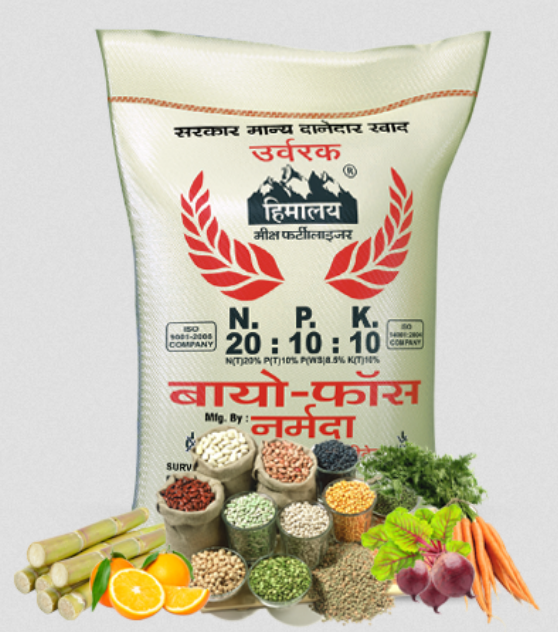 सरकार मान्य दानेदार खाद
उर्वरक
®
हिमालय
मीक्ष फर्टीलाइजर
N. P. K.
20 : 10 : 10
ISO
9001-2008
COMPANY
ISO
14001:2004
COMPANY
N(T)20% P(T)10% P(WS)8.5% K(T)10%
बायो-फॉस
Mfg. By :
नर्मदा
SURV